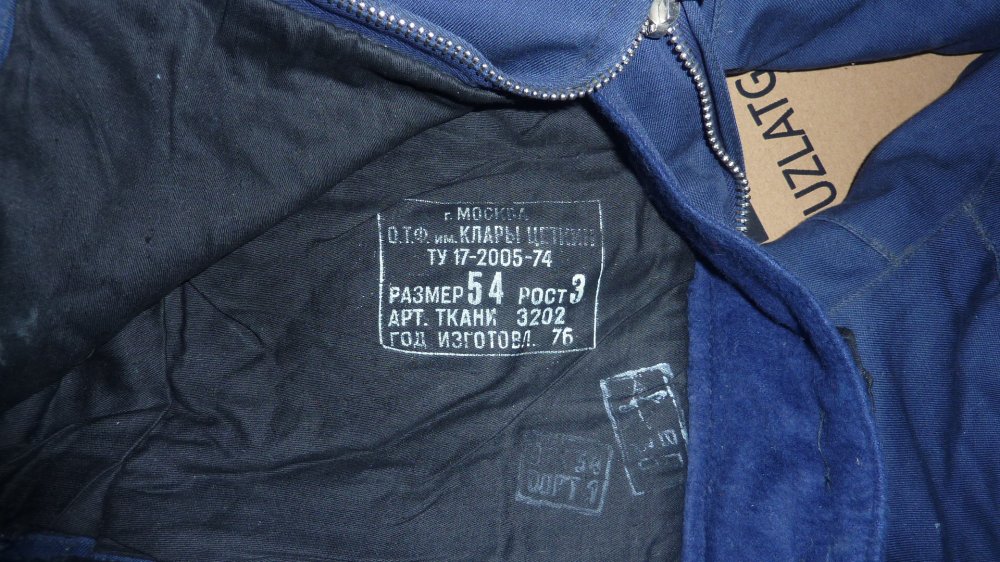 г. МОСКВА
О.Т.Ф. им. КЛАРЫ ЦЕТКИН
ТУ 17-2005-74
РАЗМЕР 54 РОСТ 3
АРТ. ТКАНИ 3202
ГОД ИЗГОТОВЛ. 76
UZLATG